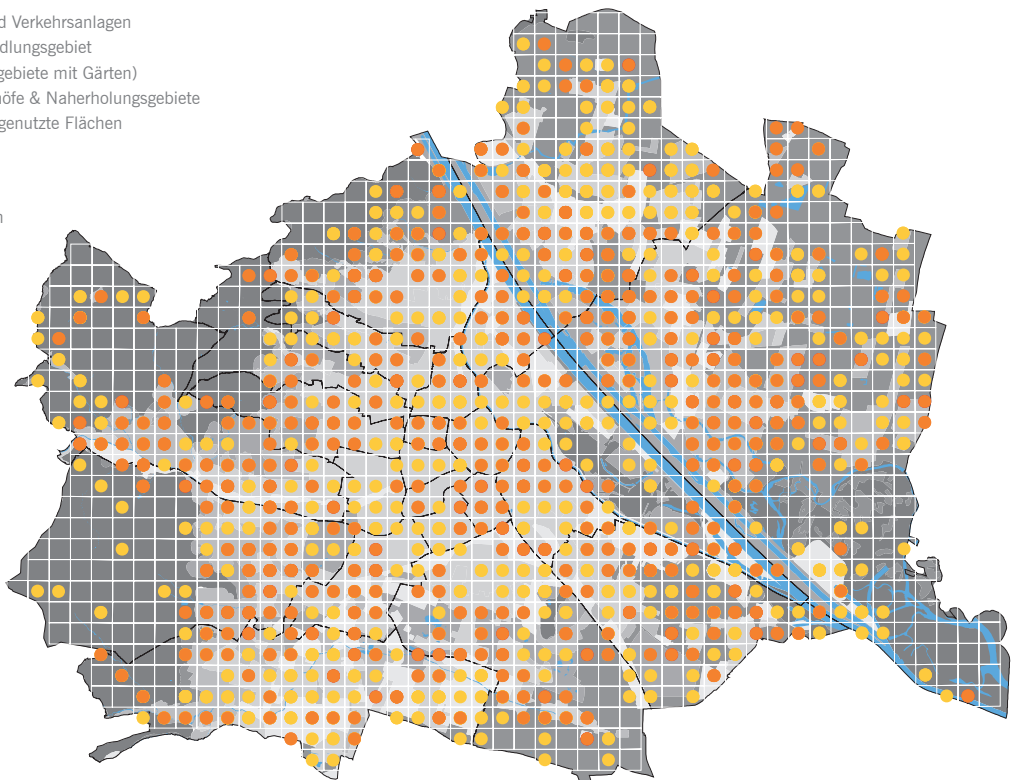 Verkehrsanlagen
dlungsgebiet
gebiete mit Gärten)
höfe & Naherholungsgebiete
genutzte Flächen